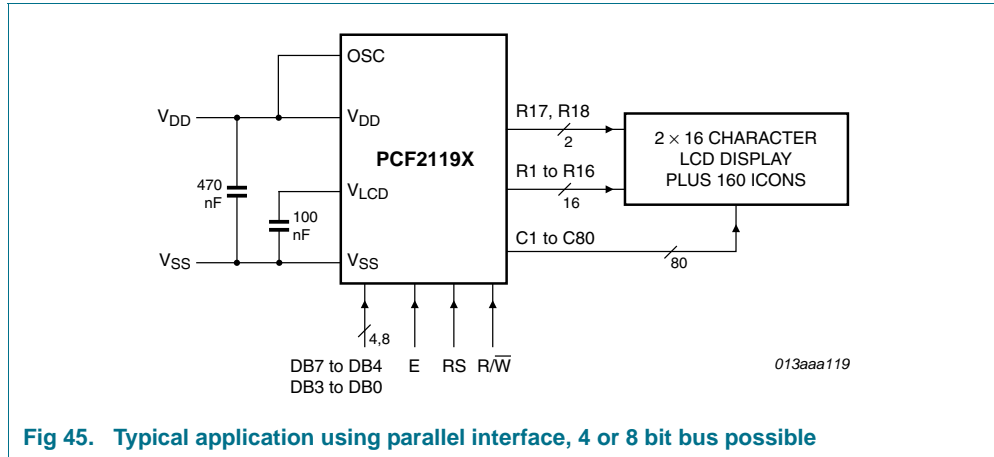 OSC
V_DD
V_DD
PCF2119X
R17, R18
2
2 × 16 CHARACTER
LCD DISPLAY
PLUS 160 ICONS
470
nF
V_LCD
100
nF
R1 to R16
16
C1 to C80
80
V_SS
V_SS
4,8
DB7 to DB4
DB3 to DB0
E
RS
R/W̅
013aaa119
Fig 45. Typical application using parallel interface, 4 or 8 bit bus possible